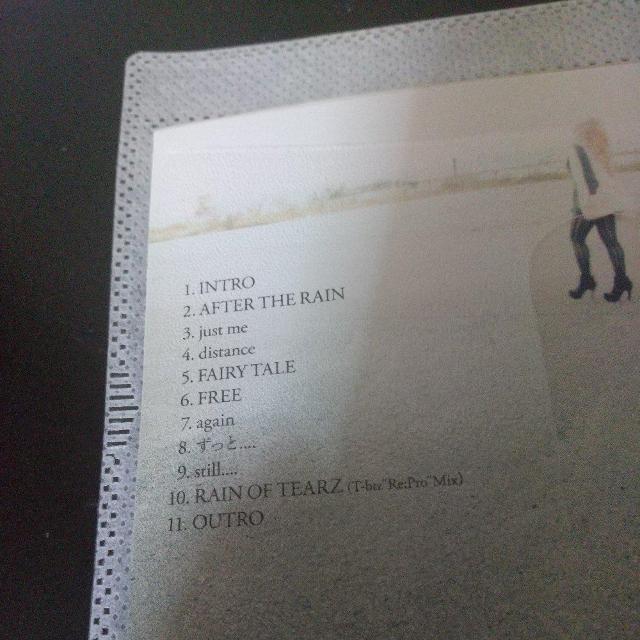 1. INTRO
2. AFTER THE RAIN
3. just me
4. distance
5. FAIRY TALE
6. FREE
7. again
8. ずっと....
9. still....
10. RAIN OF TEARZ (T-bu"Re:Pro"Mix)
11. OUTRO